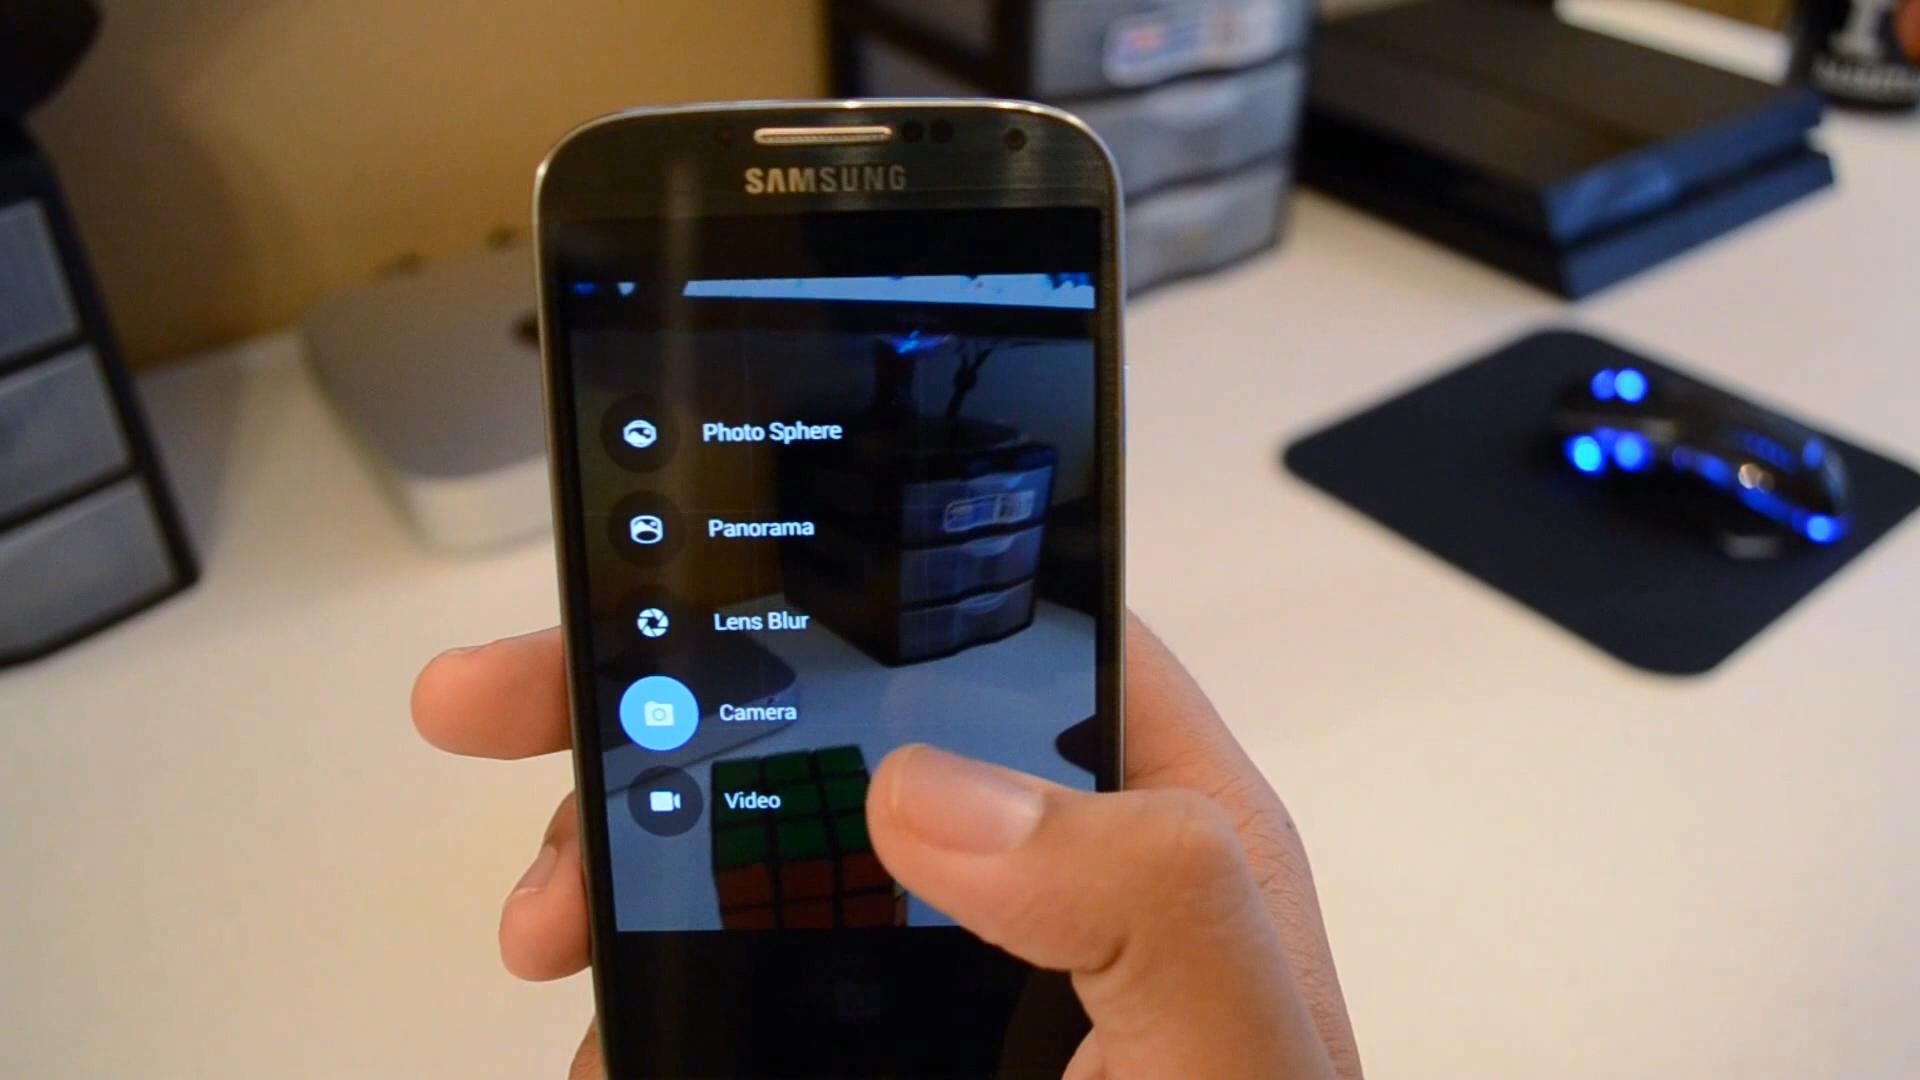 SAMSUNG
Photo Sphere
Panorama
Lens Blur
Camera
Video